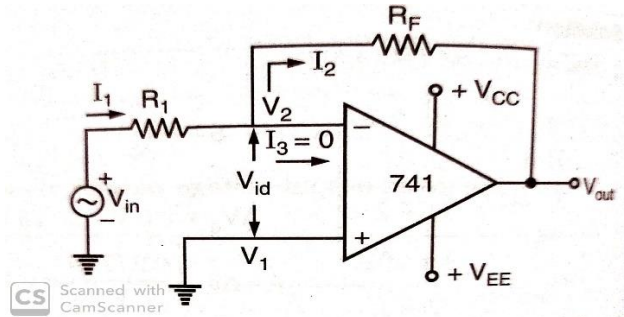 RF
I2
+ VCC
I1
R1
V2
−
I3 = 0
+
Vin
−
Vid
741
Vout
V1
+
+ VEE
CS
Scanned with
CamScanner